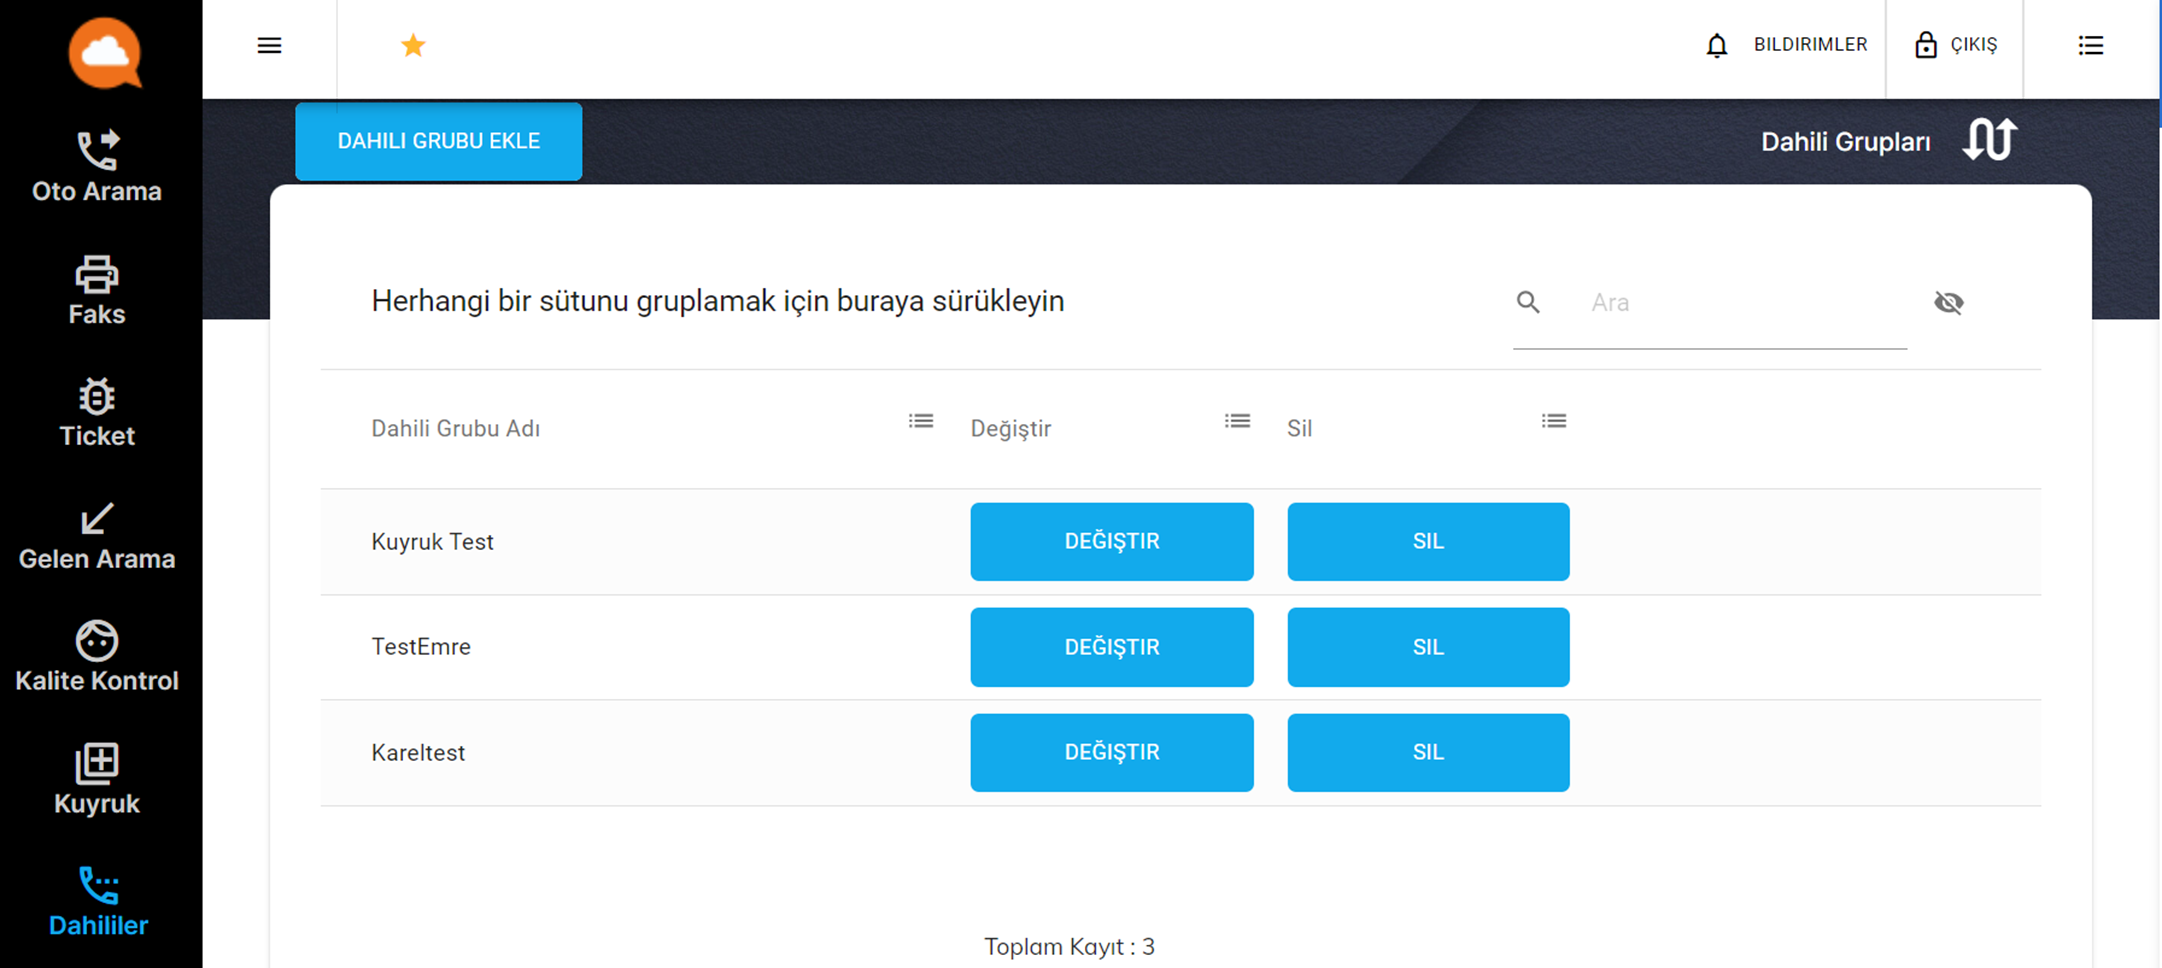 BILDIRIMLER
ÇIKIŞ
DAHILI GRUBU EKLE
Dahili Grupları
Oto Arama
Faks
Ticket
Gelen Arama
Kalite Kontrol
Kuyruk
Dahililer
Herhangi bir sütunu gruplamak için buraya sürükleyin
Ara
Dahili Grubu Adı
Değiştir
Sil
Kuyruk Test
DEĞIŞTIR
SIL
TestEmre
DEĞIŞTIR
SIL
Kareltest
DEĞIŞTIR
SIL
Toplam Kayıt : 3